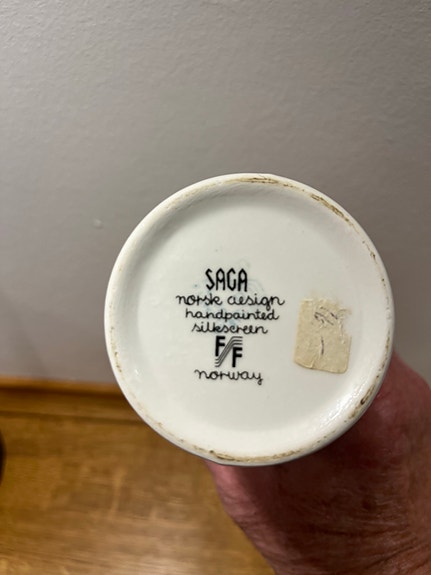 SAGA
norsk design
handpainted
silkscreen
F/F
norway